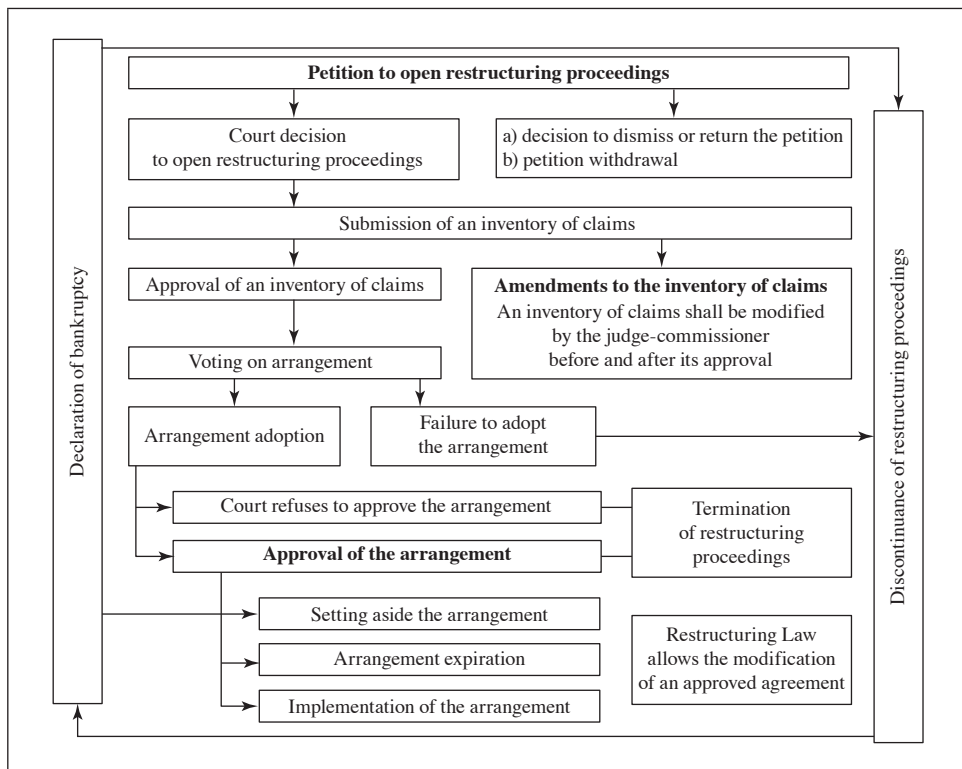 Petition to open restructuring proceedings
Court decision
to open restructuring proceedings
a) decision to dismiss or return the petition
b) petition withdrawal
Submission of an inventory of claims
Approval of an inventory of claims
Amendments to the inventory of claims
An inventory of claims shall be modified
by the judge-commissioner
before and after its approval
Voting on arrangement
Arrangement adoption
Failure to adopt
the arrangement
Court refuses to approve the arrangement
Approval of the arrangement
Termination
of restructuring
proceedings
Setting aside the arrangement
Arrangement expiration
Implementation of the arrangement
Restructuring Law
allows the modification
of an approved agreement
Declaration of bankruptcy
Discontinuance of restructuring proceedings